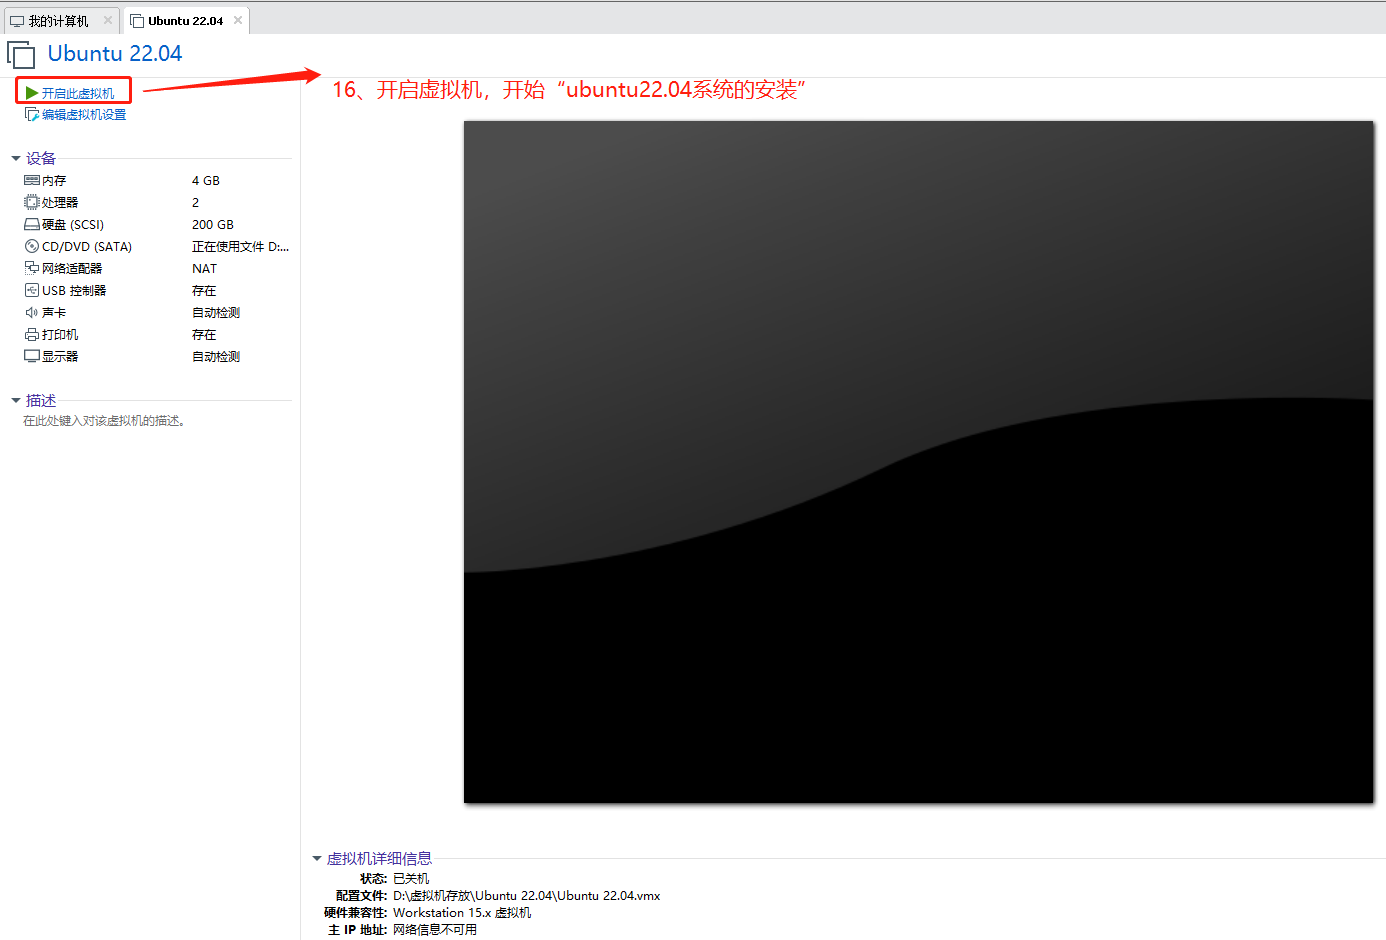 我的计算机
Ubuntu 22.04
Ubuntu 22.04
开启此虚拟机
16、开启虚拟机，开始“ubuntu22.04系统的安装”
编辑虚拟机设置
设备
内存 4 GB
处理器 2
硬盘 (SCSI) 200 GB
CD/DVD (SATA) 正在使用文件 D:...
网络适配器 NAT
USB 控制器 存在
声卡 自动检测
打印机 存在
显示器 自动检测
描述
在此处键入对该虚拟机的描述。
虚拟机详细信息
状态: 已关机
配置文件: D:\虚拟机存放\Ubuntu 22.04\Ubuntu 22.04.vmx
硬件兼容性: Workstation 15.x 虚拟机
主 IP 地址: 网络信息不可用